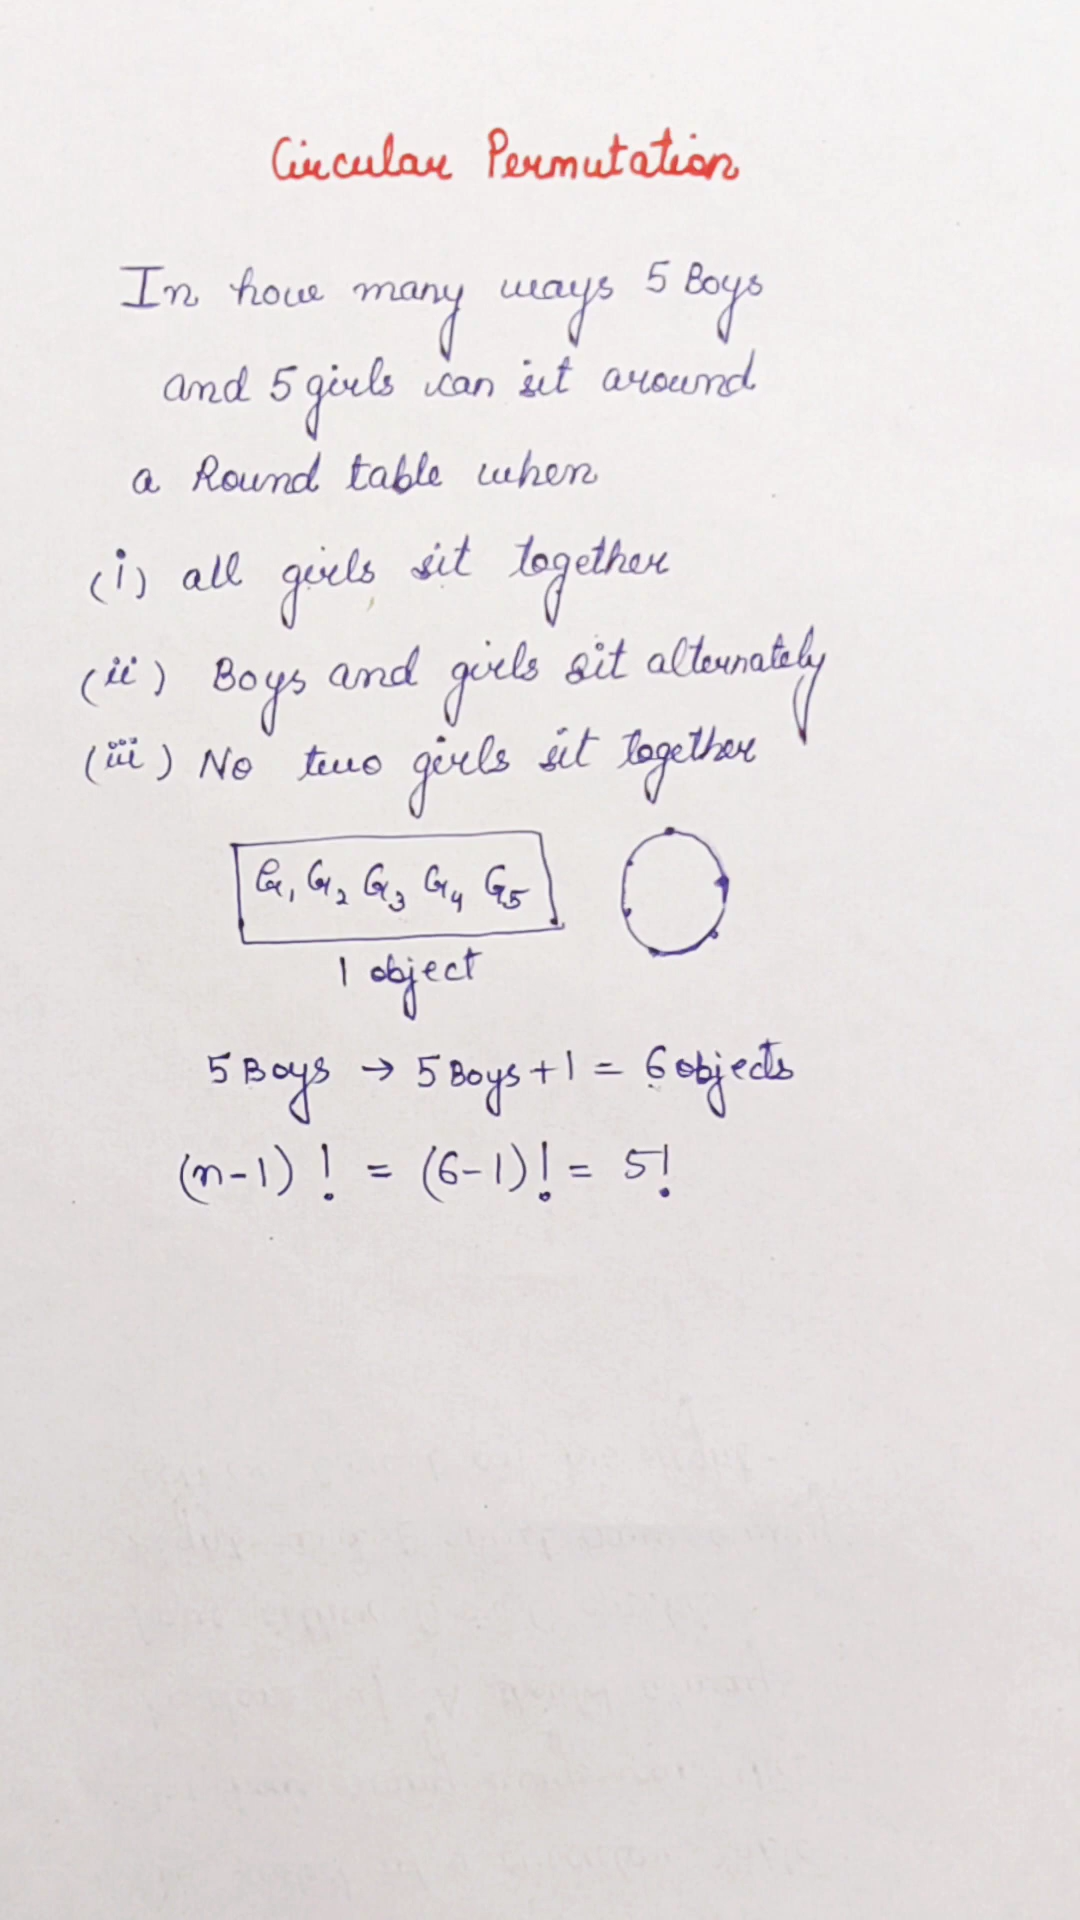 Circular Permutation
In how many ways 5 Boys
and 5 girls can sit around
a Round table when
(i) all girls sit together
(ii) Boys and girls sit alternately
(iii) No two girls sit together
G1 G2 G3 G4 G5
1 object
5 Boys → 5 Boys + 1 = 6 objects
(n-1)! = (6-1)! = 5!